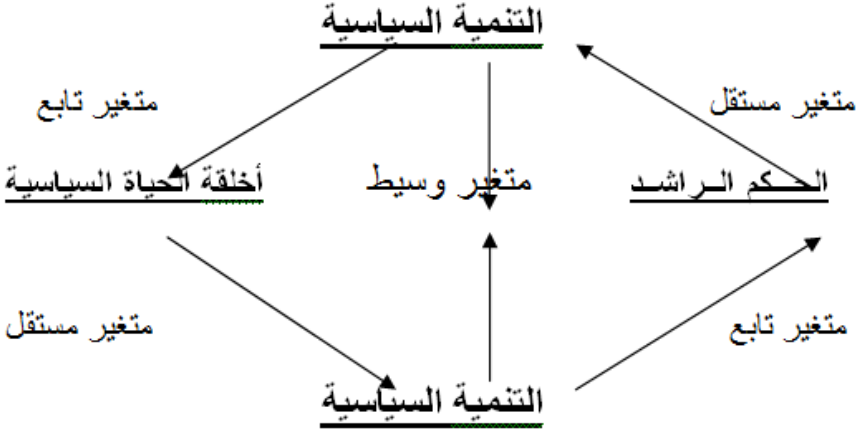 التنمية السياسية
متغير مستقل
متغير تابع
الحكم الراشد
متغير وسيط
أخلقة الحياة السياسية
متغير تابع
متغير مستقل
التنمية السياسية